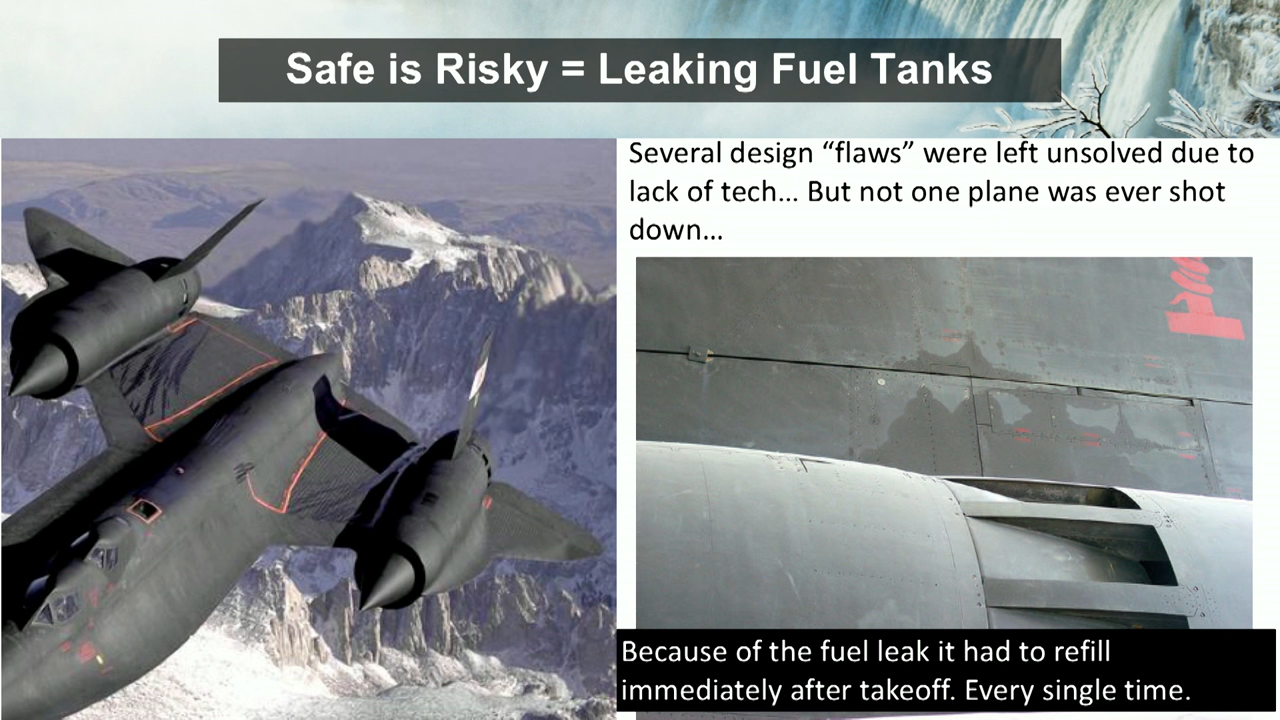 Safe is Risky = Leaking Fuel Tanks
Several design “flaws” were left unsolved due to
lack of tech... But not one plane was ever shot
down...
Because of the fuel leak it had to refill
immediately after takeoff. Every single time.